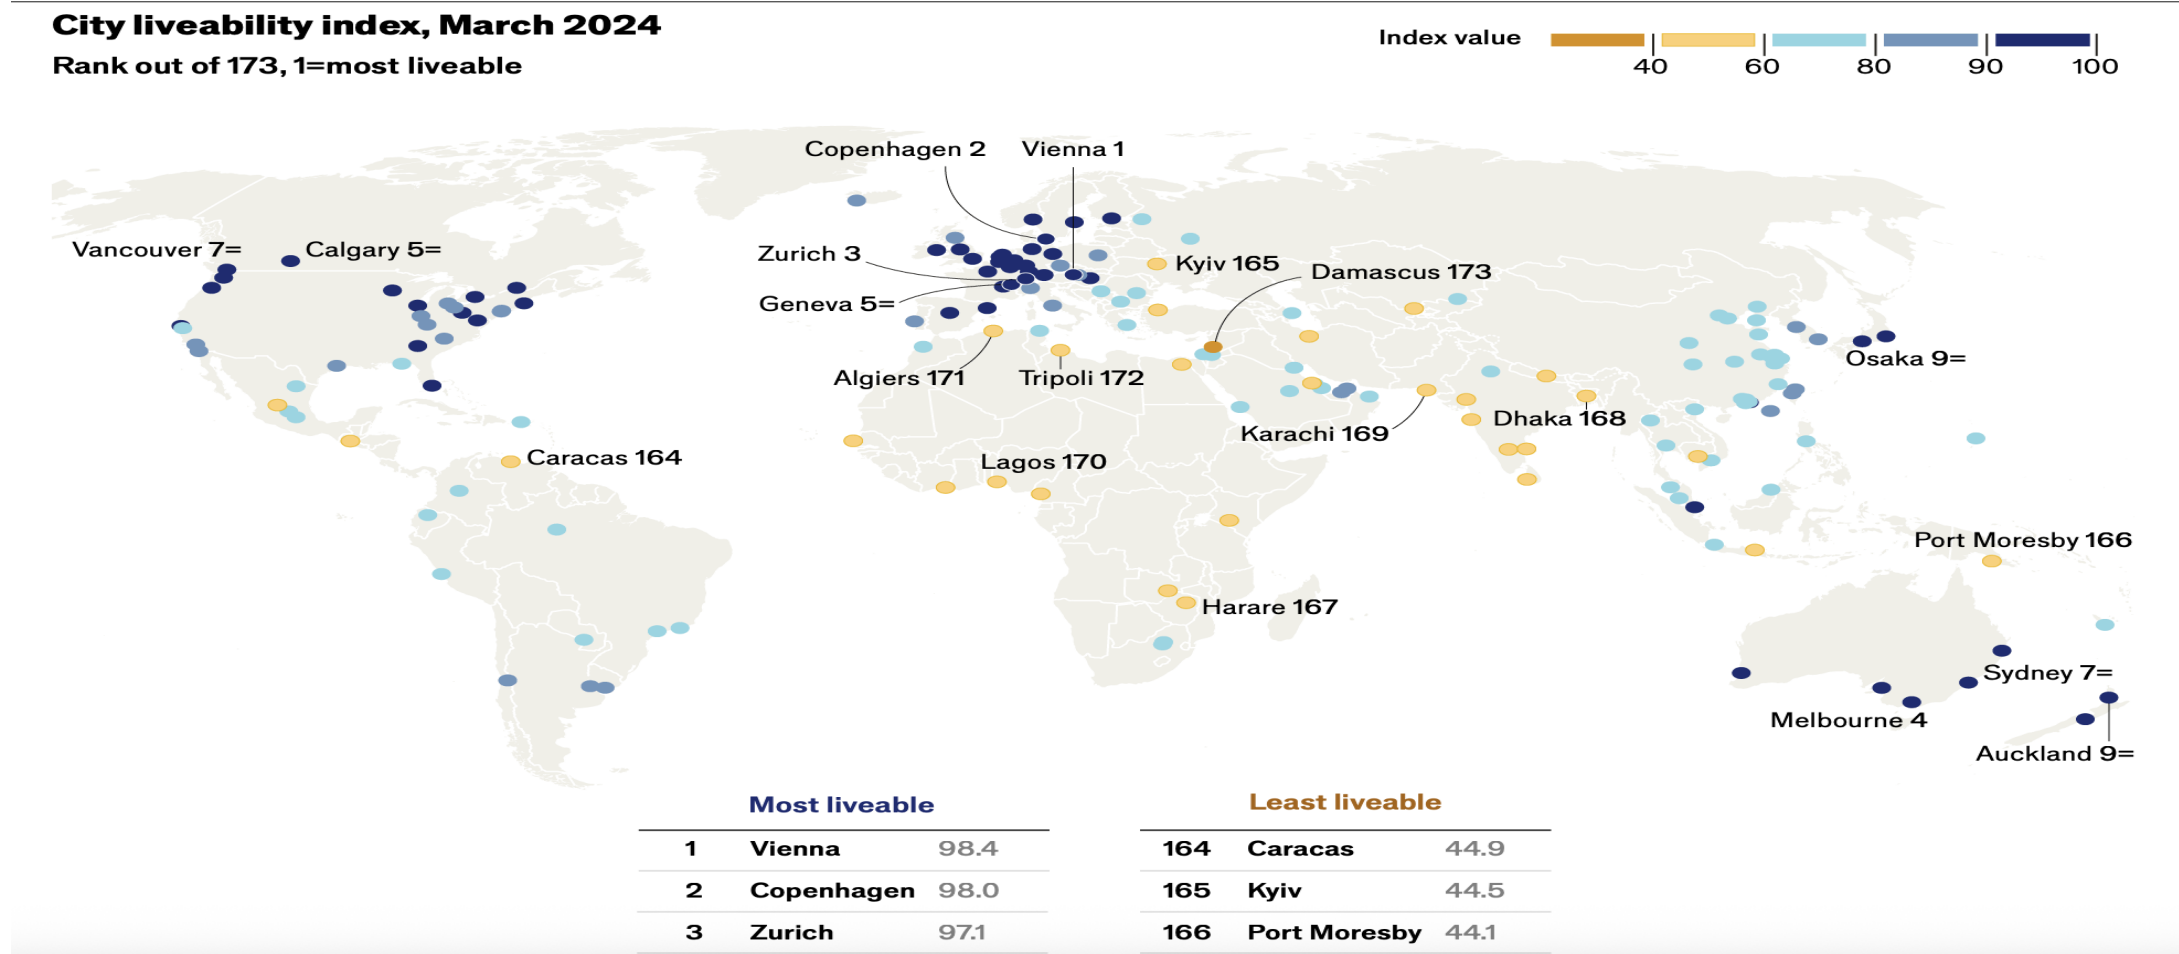 City liveability index, March 2024
Rank out of 173, 1=most liveable
Index value
40 60 80 90 100
Copenhagen 2
Vienna 1
Vancouver 7=
Calgary 5=
Zurich 3
Geneva 5=
Kyiv 165
Damascus 173
Osaka 9=
Algiers 171
Tripoli 172
Karachi 169
Dhaka 168
Caracas 164
Lagos 170
Port Moresby 166
Harare 167
Sydney 7=
Melbourne 4
Auckland 9=
Most liveable
1 Vienna 98.4
2 Copenhagen 98.0
3 Zurich 97.1
Least liveable
164 Caracas 44.9
165 Kyiv 44.5
166 Port Moresby 44.1